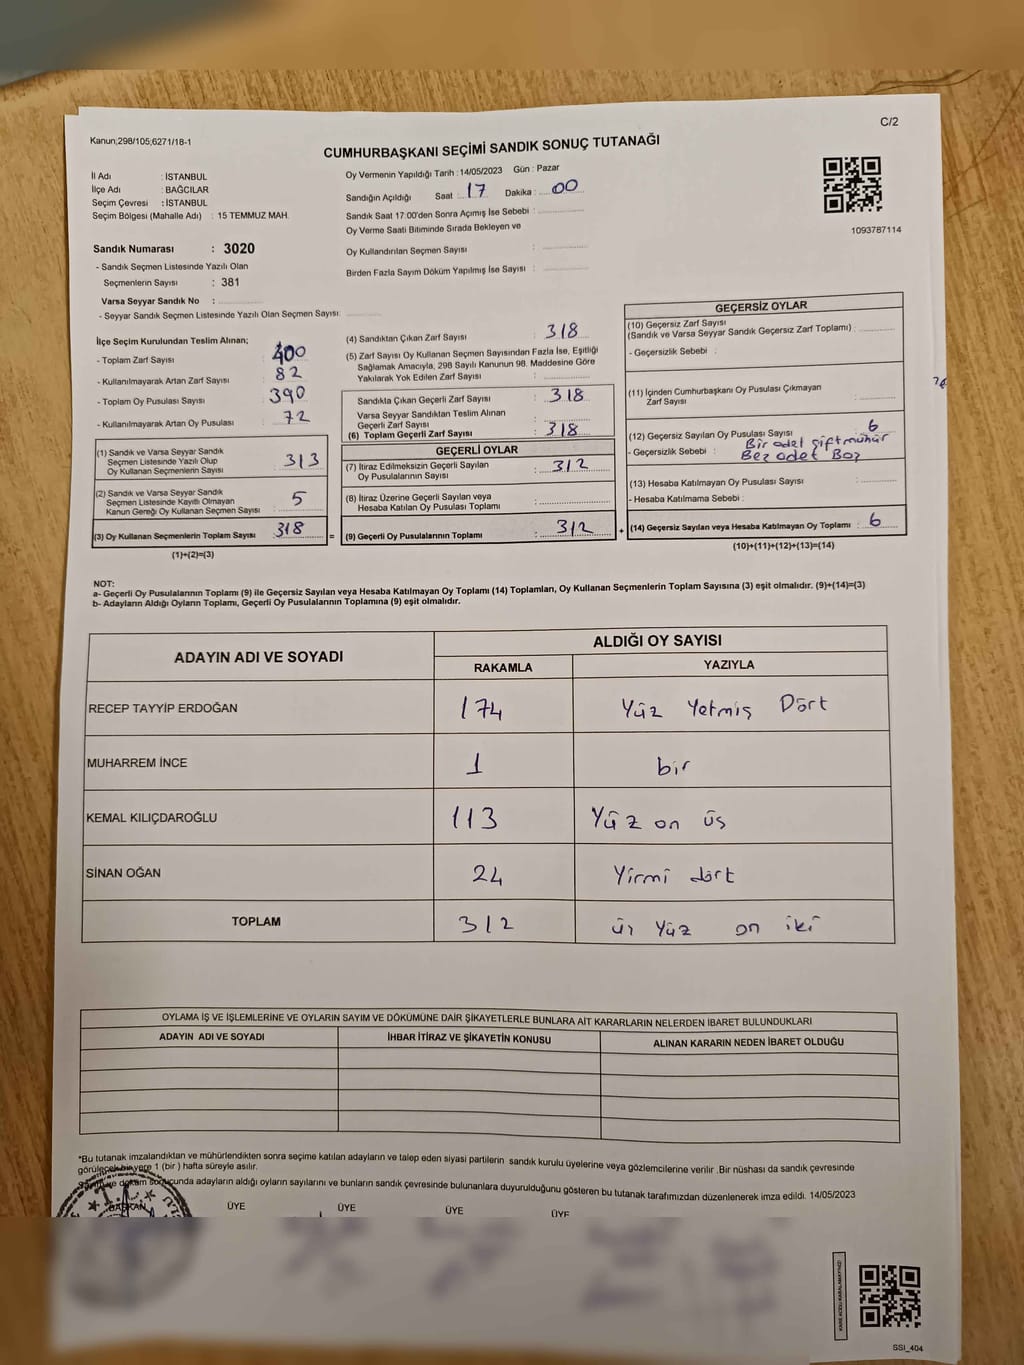 C/2
Kanun;298/105;6271/18-1
CUMHURBAŞKANI SEÇİMİ SANDIK SONUÇ TUTANAĞI
İl Adı : İSTANBUL
İlçe Adı : BAĞCILAR
Seçim Çevresi : İSTANBUL
Seçim Bölgesi (Mahalle Adı) : 15 TEMMUZ MAH.
Sandık Numarası : 3020
- Sandık Seçmen Listesinde Yazılı Olan
Seçmenlerin Sayısı : 381
Varsa Seyyar Sandık No :
- Seyyar Sandık Seçmen Listesinde Yazılı Olan Seçmen Sayısı:
Oy Vermenin Yapıldığı Tarih : 14/05/2023 Gün : Pazar
Sandığın Açıldığı Saat : 17 Dakika : 00
Sandık Saat 17:00'den Sonra Açımış İse Sebebi :
Oy Verme Saati Bitiminde Sırada Bekleyen ve
Oy Kullandırılan Seçmen Sayısı :
Birden Fazla Sayım Döküm Yapılmış İse Sayısı :
1093787114
İlçe Seçim Kurulundan Teslim Alınan;
- Toplam Zarf Sayısı : 400
- Kullanılmayarak Artan Zarf Sayısı : 82
- Toplam Oy Pusulası Sayısı : 390
- Kullanılmayarak Artan Oy Pusulası : 72
(1) Sandık ve Varsa Seyyar Sandık
Seçmen Listesinde Yazılı Olup
Oy Kullanan Seçmenlerin Sayısı : 313
(2) Sandık ve Varsa Seyyar Sandık
Seçmen Listesinde Kayıtlı Olmayan
Kanun Gereği Oy Kullanan Seçmen Sayısı : 5
(3) Oy Kullanan Seçmenlerin Toplam Sayısı : 318
(1)+(2)=(3)
=
(4) Sandıktan Çıkan Zarf Sayısı : 318
(5) Zarf Sayısı Oy Kullanan Seçmen Sayısından Fazla İse, Eşitliği
Sağlamak Amacıyla, 298 Sayılı Kanunun 98. Maddesine Göre
Yakılarak Yok Edilen Zarf Sayısı :
Sandıkta Çıkan Geçerli Zarf Sayısı : 318
Varsa Seyyar Sandıktan Teslim Alınan
Geçerli Zarf Sayısı :
(6) Toplam Geçerli Zarf Sayısı : 318
GEÇERLİ OYLAR
(7) İtiraz Edilmeksizin Geçerli Sayılan
Oy Pusulalarının Sayısı : 312
(8) İtiraz Üzerine Geçerli Sayılan veya
Hesaba Katılan Oy Pusulası Toplamı :
(9) Geçerli Oy Pusulalarının Toplamı : 312
+
GEÇERSİZ OYLAR
(10) Geçersiz Zarf Sayısı
(Sandık ve Varsa Seyyar Sandık Geçersız Zarf Toplamı) :
- Geçersizlik Sebebi :
(11) İçinden Cumhurbaşkanı Oy Pusulası Çıkmayan
Zarf Sayısı :
(12) Geçersiz Sayılan Oy Pusulası Sayısı : 6
- Geçersizlik Sebebi : Bir adet çift mühür
Beş adet Boş
(13) Hesaba Katılmayan Oy Pusulası Sayısı :
- Hesaba Katılmama Sebebi :
(14) Geçersiz Sayılan veya Hesaba Katılmayan Oy Toplamı : 6
(10)+(11)+(12)+(13)=(14)
NOT:
a- Geçerli Oy Pusulalarının Toplamı (9) ile Geçersiz Sayılan veya Hesaba Katılmayan Oy Toplamı (14) Toplamları, Oy Kullanan Seçmenlerin Toplam Sayısına (3) eşit olmalıdır. (9)+(14)=(3)
b- Adayların Aldığı Oyların Toplamı, Geçerli Oy Pusulalarının Toplamına (9) eşit olmalıdır.
ADAYIN ADI VE SOYADI
ALDIĞI OY SAYISI
RAKAMLA YAZIYLA
RECEP TAYYİP ERDOĞAN 174 Yüz Yetmiş Dört
MUHARREM İNCE 1 bir
KEMAL KILIÇDAROĞLU 113 Yüz on üş
SİNAN OĞAN 24 Yirmi dört
TOPLAM 312 üç Yüz on iki
OYLAMA İŞ VE İŞLEMLERİNE VE OYLARIN SAYIM VE DÖKÜMÜNE DAİR ŞİKAYETLERLE BUNLARA AİT KARARLARIN NELERDEN İBARET BULUNDUKLARI
ADAYIN ADI VE SOYADI İHBAR İTİRAZ VE ŞİKAYETİN KONUSU ALINAN KARARIN NEDEN İBARET OLDUĞU
*Bu tutanak imzalandıktan ve mühürlendikten sonra seçime katılan adayların ve talep eden siyasi partilerin sandık kurulu üyelerine veya gözlemcilerine verilir .Bir nüshası da sandık çevresinde
görülecek bir yere 1 (bir ) hafta süreyle asılır.
ve döküm sonucunda adayların aldığı oyların sayılarını ve bunların sandık çevresinde bulunanlara duyurulduğunu gösteren bu tutanak tarafımızdan düzenlenerek imza edildi. 14/05/2023
BAŞKAN ÜYE ÜYE ÜYE ÜYE
SSI_404